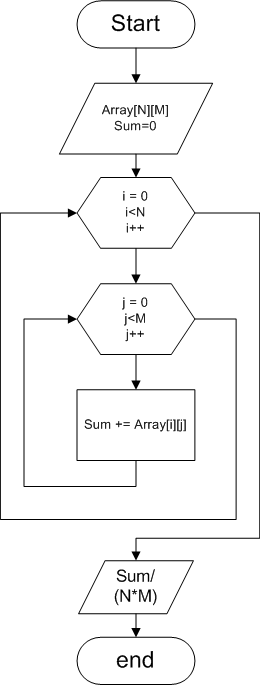 Start
Array[N][M]
Sum=0
i = 0
i<N
i++
j = 0
j<M
j++
Sum += Array[i][j]
Sum/
(N*M)
end